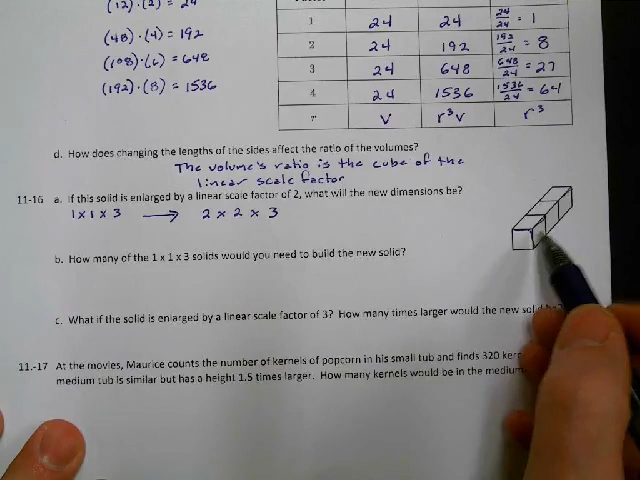 (12)·(2) = 24
(48)·(4) = 192
(108)·(6) = 648
(192)·(8) = 1536
1 24 24 24/24 = 1
2 24 192 192/24 = 8
3 24 648 648/24 = 27
4 24 1536 1536/24 = 64
r V r³V r³
d. How does changing the lengths of the sides affect the ratio of the volumes?
The volume's ratio is the cube of the
linear scale factor
11-16 a. If this solid is enlarged by a linear scale factor of 2, what will the new dimensions be?
1x1x3 → 2 x 2 x 3
b. How many of the 1 x 1 x 3 solids would you need to build the new solid?
c. What if the solid is enlarged by a linear scale factor of 3? How many times larger would the new solid be?
11.-17 At the movies, Maurice counts the number of kernels of popcorn in his small tub and finds 320
medium tub is similar but has a height 1.5 times larger. How many kernels would be in the medium